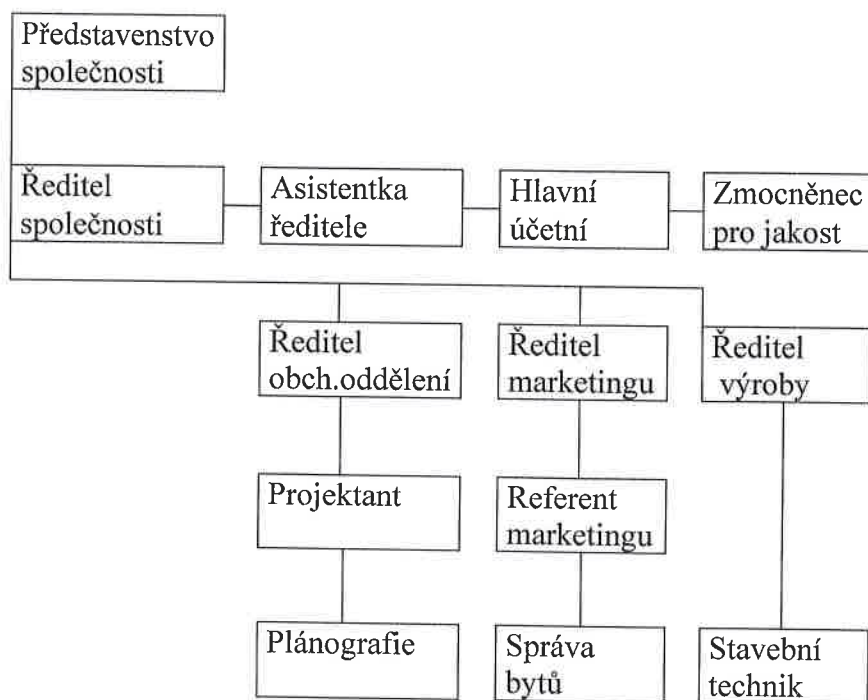 Představenstvo
společnosti
Ředitel
společnosti
Asistentka
ředitele
Hlavní
účetní
Zmocněnec
pro jakost
Ředitel
obch.oddělení
Ředitel
marketingu
Ředitel
výroby
Projektant
Referent
marketingu
Plánografie
Správa
bytů
Stavební
technik